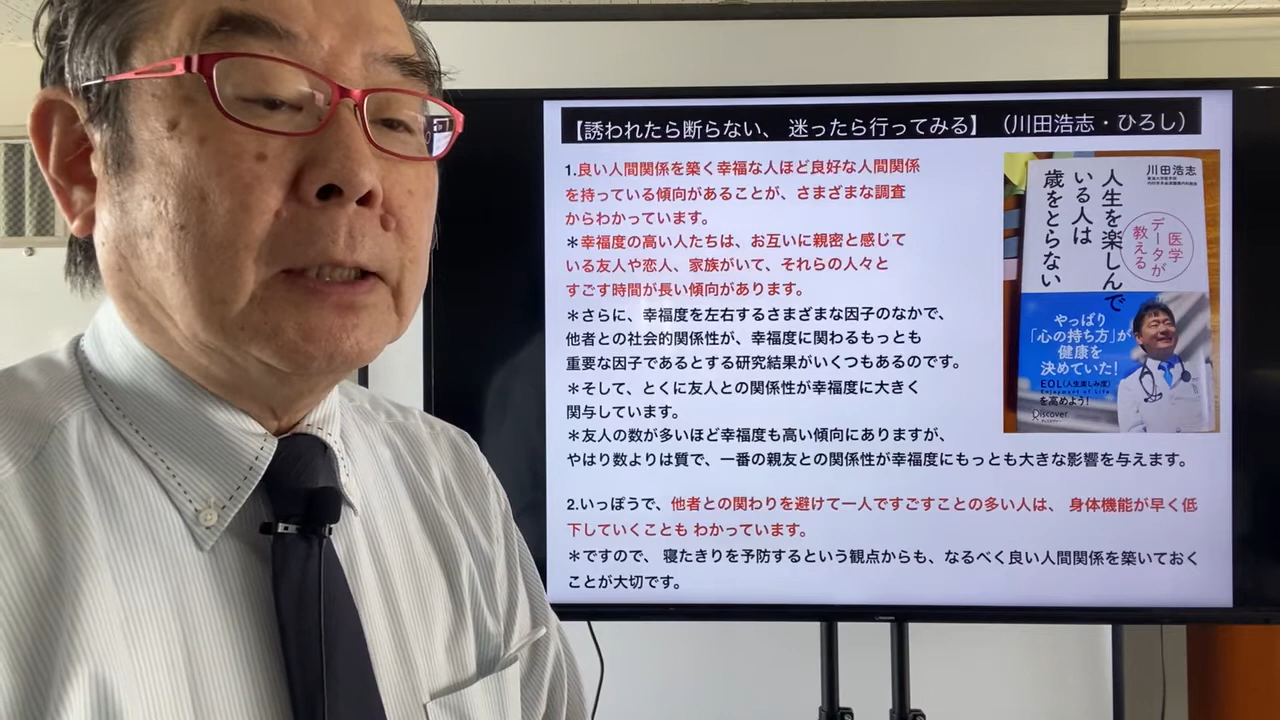 【誘われたら断らない、 迷ったら行ってみる】 （川田浩志・ひろし）
1.良い人間関係を築く幸福な人ほど良好な人間関係
を持っている傾向があることが、さまざまな調査
からわかっています。
＊幸福度の高い人たちは、お互いに親密と感じて
いる友人や恋人、家族がいて、それらの人々と
すごす時間が長い傾向があります。
＊さらに、幸福度を左右するさまざまな因子のなかで、
他者との社会的関係性が、幸福度に関わるもっとも
重要な因子であるとする研究結果がいくつもあるのです。
＊そして、とくに友人との関係性が幸福度に大きく
関与しています。
＊友人の数が多いほど幸福度も高い傾向にありますが、
やはり数よりは質で、一番の親友との関係性が幸福度にもっとも大きな影響を与えます。
2.いっぽうで、他者との関わりを避けて一人ですごすことの多い人は、 身体機能が早く低
下していくことも わかっています。
＊ですので、 寝たきりを予防するという観点からも、なるべく良い人間関係を築いておく
ことが大切です。
川田浩志
人生を楽しんで
いる人は
歳をとらない
医学
データが
教える
やっぱり
「心の持ち方」が
健康を
決めていた!
EOL(人生楽しみ度)
Enjoyment of Life
を高めよう!
Discover